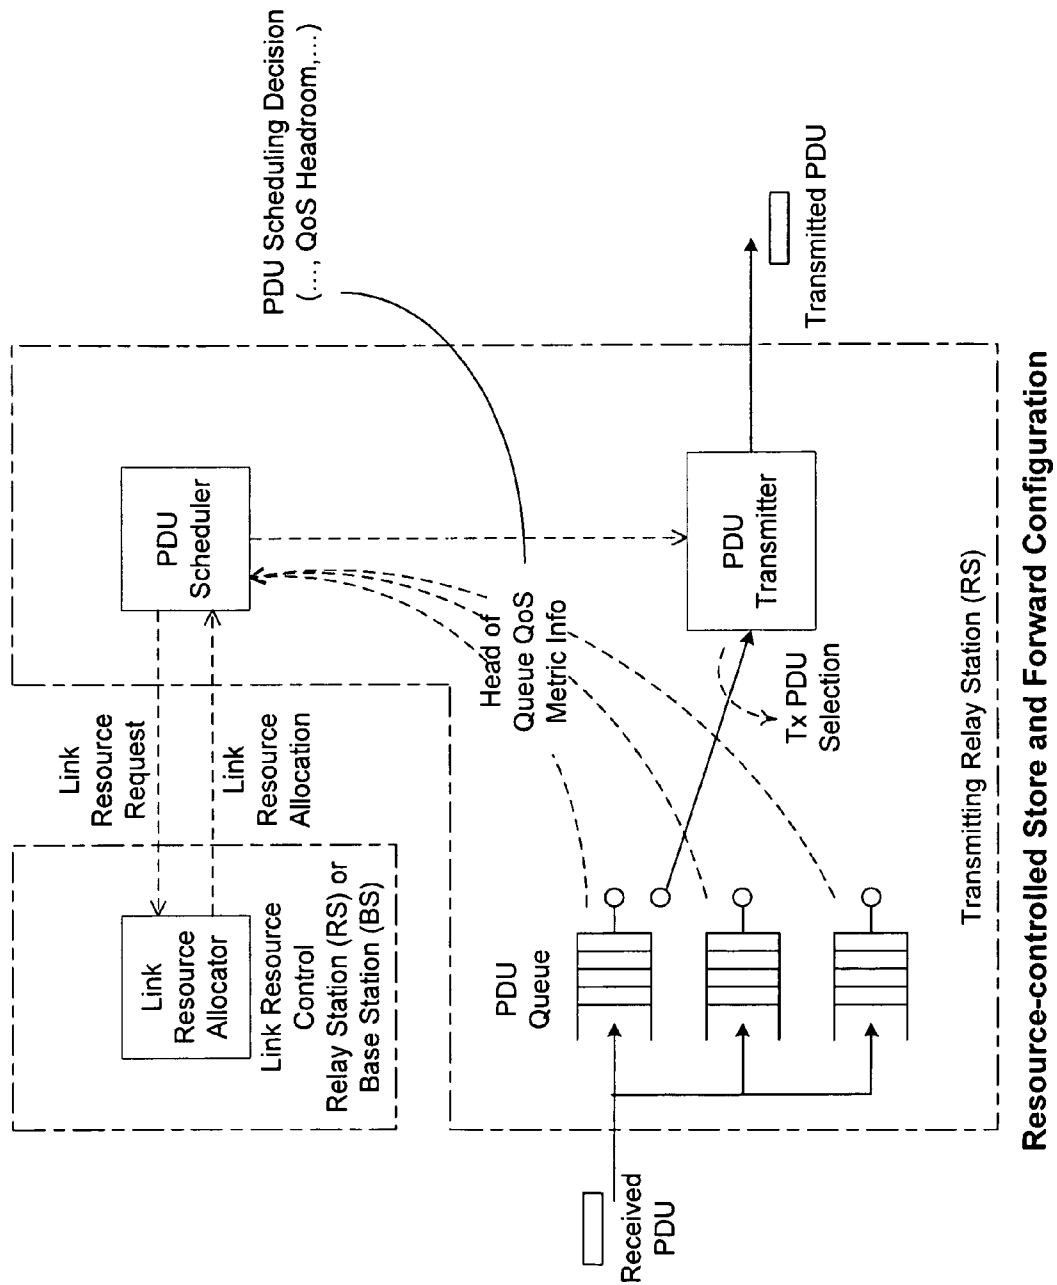 PDU Scheduling Decision
(…, QoS Headroom,…)
Link
Resource
Request
Link
Resource
Allocation
PDU
Scheduler
Link
Resource
Allocator
Link Resource
Control
Relay Station (RS) or
Base Station (BS)
Head of
Queue QoS
Metric Info
PDU
Queue
Received
PDU
Tx PDU
Selection
PDU
Transmitter
Transmitted PDU
Transmitting Relay Station (RS)
Resource-controlled Store and Forward Configuration